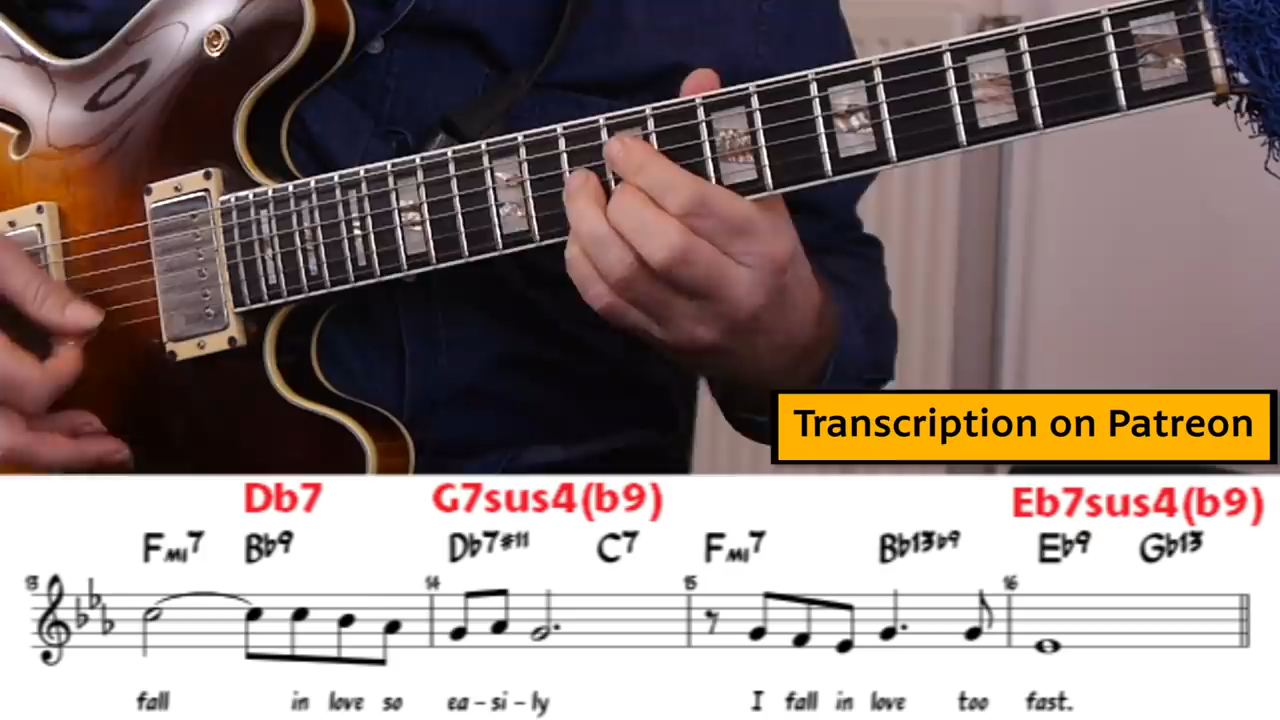 Transcription on Patreon
Db7 G7sus4(b9) Eb7sus4(b9)
Fmi7 Bb9 Db7#11 C7 Fmi7 Bb13b9 Eb9 Gb13
13 14 15 16
fall in love so ea - si - ly I fall in love too fast.